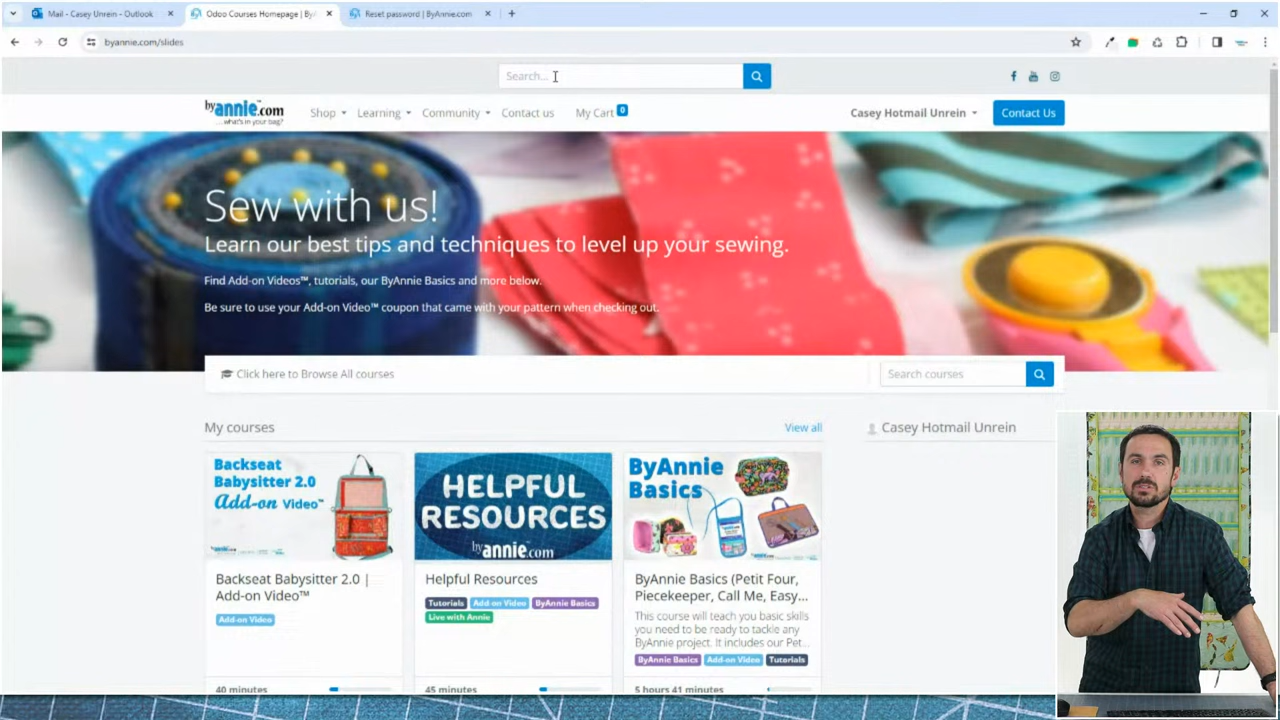 Mail - Casey Unrein - Outlook
Odoo Courses Homepage | ByA
Reset password | ByAnnie.com
byannie.com/slides
Search...
byannie.com
...what's in your bag?
Shop
Learning
Community
Contact us
My Cart 0
Casey Hotmail Unrein
Contact Us
Sew with us!
Learn our best tips and techniques to level up your sewing.
Find Add-on Videos™, tutorials, our ByAnnie Basics and more below.
Be sure to use your Add-on Video™ coupon that came with your pattern when checking out.
Click here to Browse All courses
Search courses
My courses
View all
Casey Hotmail Unrein
Backseat
Babysitter 2.0
Add-on Video™
Backseat Babysitter 2.0 |
Add-on Video™
Add-on Video
40 minutes
HELPFUL
RESOURCES
byannie.com
Helpful Resources
Tutorials Add-on Video ByAnnie Basics
Live with Annie
45 minutes
ByAnnie
Basics
ByAnnie Basics (Petit Four,
Piecekeeper, Call Me, Easy...
This course will teach you basic skills
you need to be ready to tackle any
ByAnnie project. It includes our Pet...
ByAnnie Basics Add-on Video Tutorials
5 hours 41 minutes